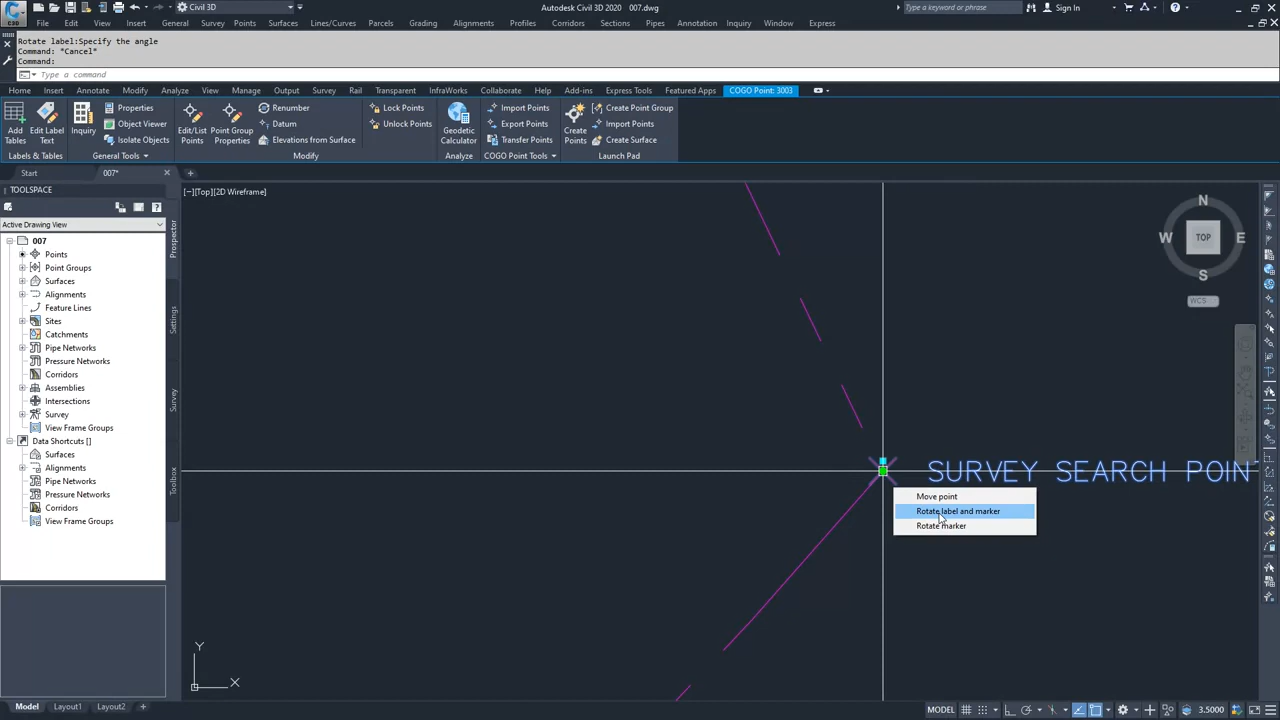 C3D
Civil 3D
Autodesk Civil 3D 2020 007.dwg
Type a keyword or phrase
Sign In
File Edit View Insert General Survey Points Surfaces Lines/Curves Parcels Grading Alignments Profiles Corridors Sections Pipes Annotation Inquiry Window Express
Rotate label:Specify the angle
Command: *Cancel*
Command:
Type a command
Home Insert Annotate Modify Analyze View Manage Output Survey Rail Transparent InfraWorks Collaborate Help Add-ins Express Tools Featured Apps COGO Point: 3003
Add Tables
Edit Label Text
Labels & Tables
Inquiry
Properties
Object Viewer
Isolate Objects
General Tools
Edit/List Points
Point Group Properties
Renumber
Datum
Elevations from Surface
Lock Points
Unlock Points
Modify
Geodetic Calculator
Analyze
Import Points
Export Points
Transfer Points
COGO Point Tools
Create Points
Create Point Group
Import Points
Create Surface
Launch Pad
Start
007*
TOOLSPACE
Active Drawing View
007
Points
Point Groups
Surfaces
Alignments
Feature Lines
Sites
Catchments
Pipe Networks
Pressure Networks
Corridors
Assemblies
Intersections
Survey
View Frame Groups
Data Shortcuts []
Surfaces
Alignments
Pipe Networks
Pressure Networks
Corridors
View Frame Groups
Prospector
Settings
Survey
Toolbox
[−][Top][2D Wireframe]
N
W
TOP
E
S
WCS
SURVEY SEARCH POINT
Move point
Rotate label and marker
Rotate marker
Y
X
Model
Layout1
Layout2
MODEL
3.5000